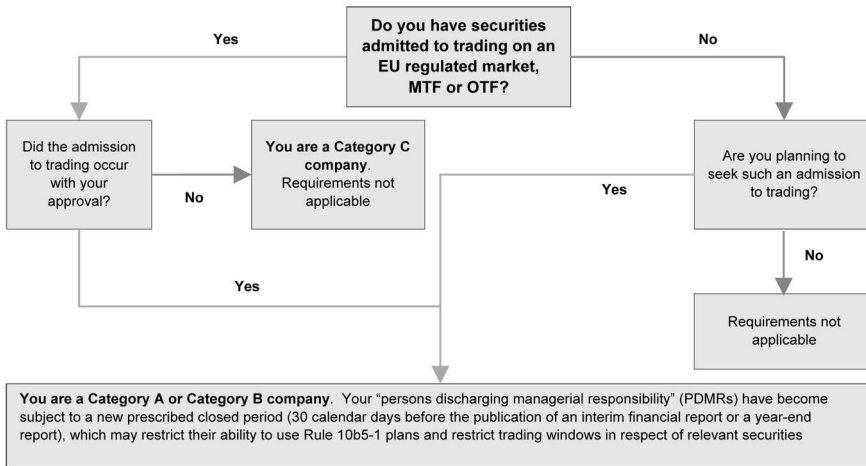 Do you have securities
admitted to trading on an
EU regulated market,
MTF or OTF?
Yes
No
Did the admission
to trading occur
with your
approval?
No
You are a Category C
company.
Requirements not
applicable
Yes
Are you planning to
seek such an admission
to trading?
Yes
No
Requirements not
applicable
You are a Category A or Category B company. Your “persons discharging managerial responsibility” (PDMRs) have become
subject to a new prescribed closed period (30 calendar days before the publication of an interim financial report or a year-end
report), which may restrict their ability to use Rule 10b5-1 plans and restrict trading windows in respect of relevant securities